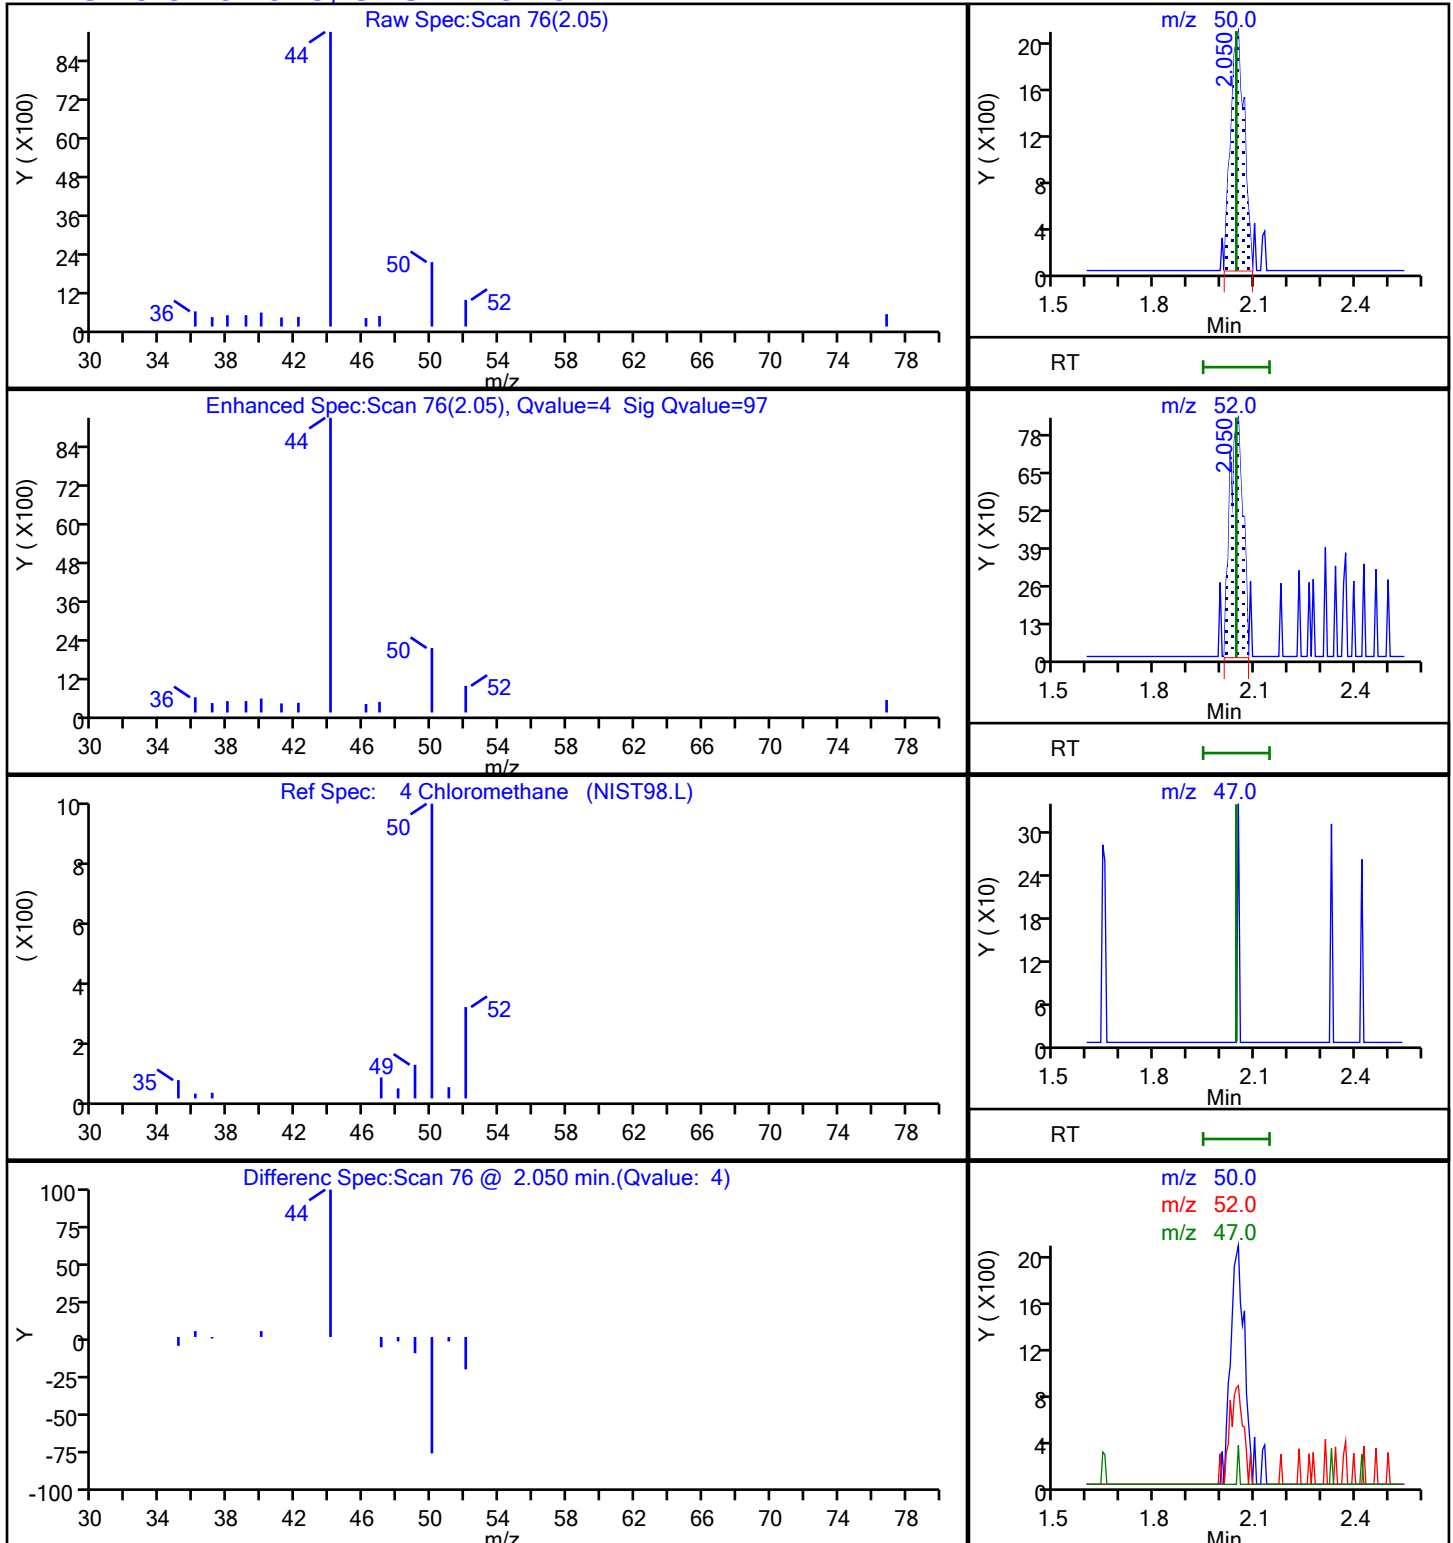 Raw Spec:Scan 76(2.05)
Y ( X100)
84
72
60
48
36
24
12
0
44
36
50
52
30 34 38 42 46 50 54 58 62 66 70 74 78
m/z
m/z 50.0
Y ( X100)
20
16
12
8
4
0
2.050
1.5 1.8 2.1 2.4
Min
RT
Enhanced Spec:Scan 76(2.05), Qvalue=4 Sig Qvalue=97
Y ( X100)
84
72
60
48
36
24
12
0
44
36
50
52
30 34 38 42 46 50 54 58 62 66 70 74 78
m/z
m/z 52.0
Y ( X10)
78
65
52
39
26
13
0
2.050
1.5 1.8 2.1 2.4
Min
RT
Ref Spec: 4 Chloromethane (NIST98.L)
( X100)
10
8
6
4
2
0
35
49
50
52
30 34 38 42 46 50 54 58 62 66 70 74 78
m/z 47.0
Y ( X10)
30
24
18
12
6
0
1.5 1.8 2.1 2.4
Min
RT
Differenc Spec:Scan 76 @ 2.050 min.(Qvalue: 4)
Y
100
75
50
25
0
-25
-50
-75
-100
44
30 34 38 42 46 50 54 58 62 66 70 74 78
m/z
m/z 50.0
m/z 52.0
m/z 47.0
Y ( X100)
20
16
12
8
4
0
1.5 1.8 2.1 2.4
Min